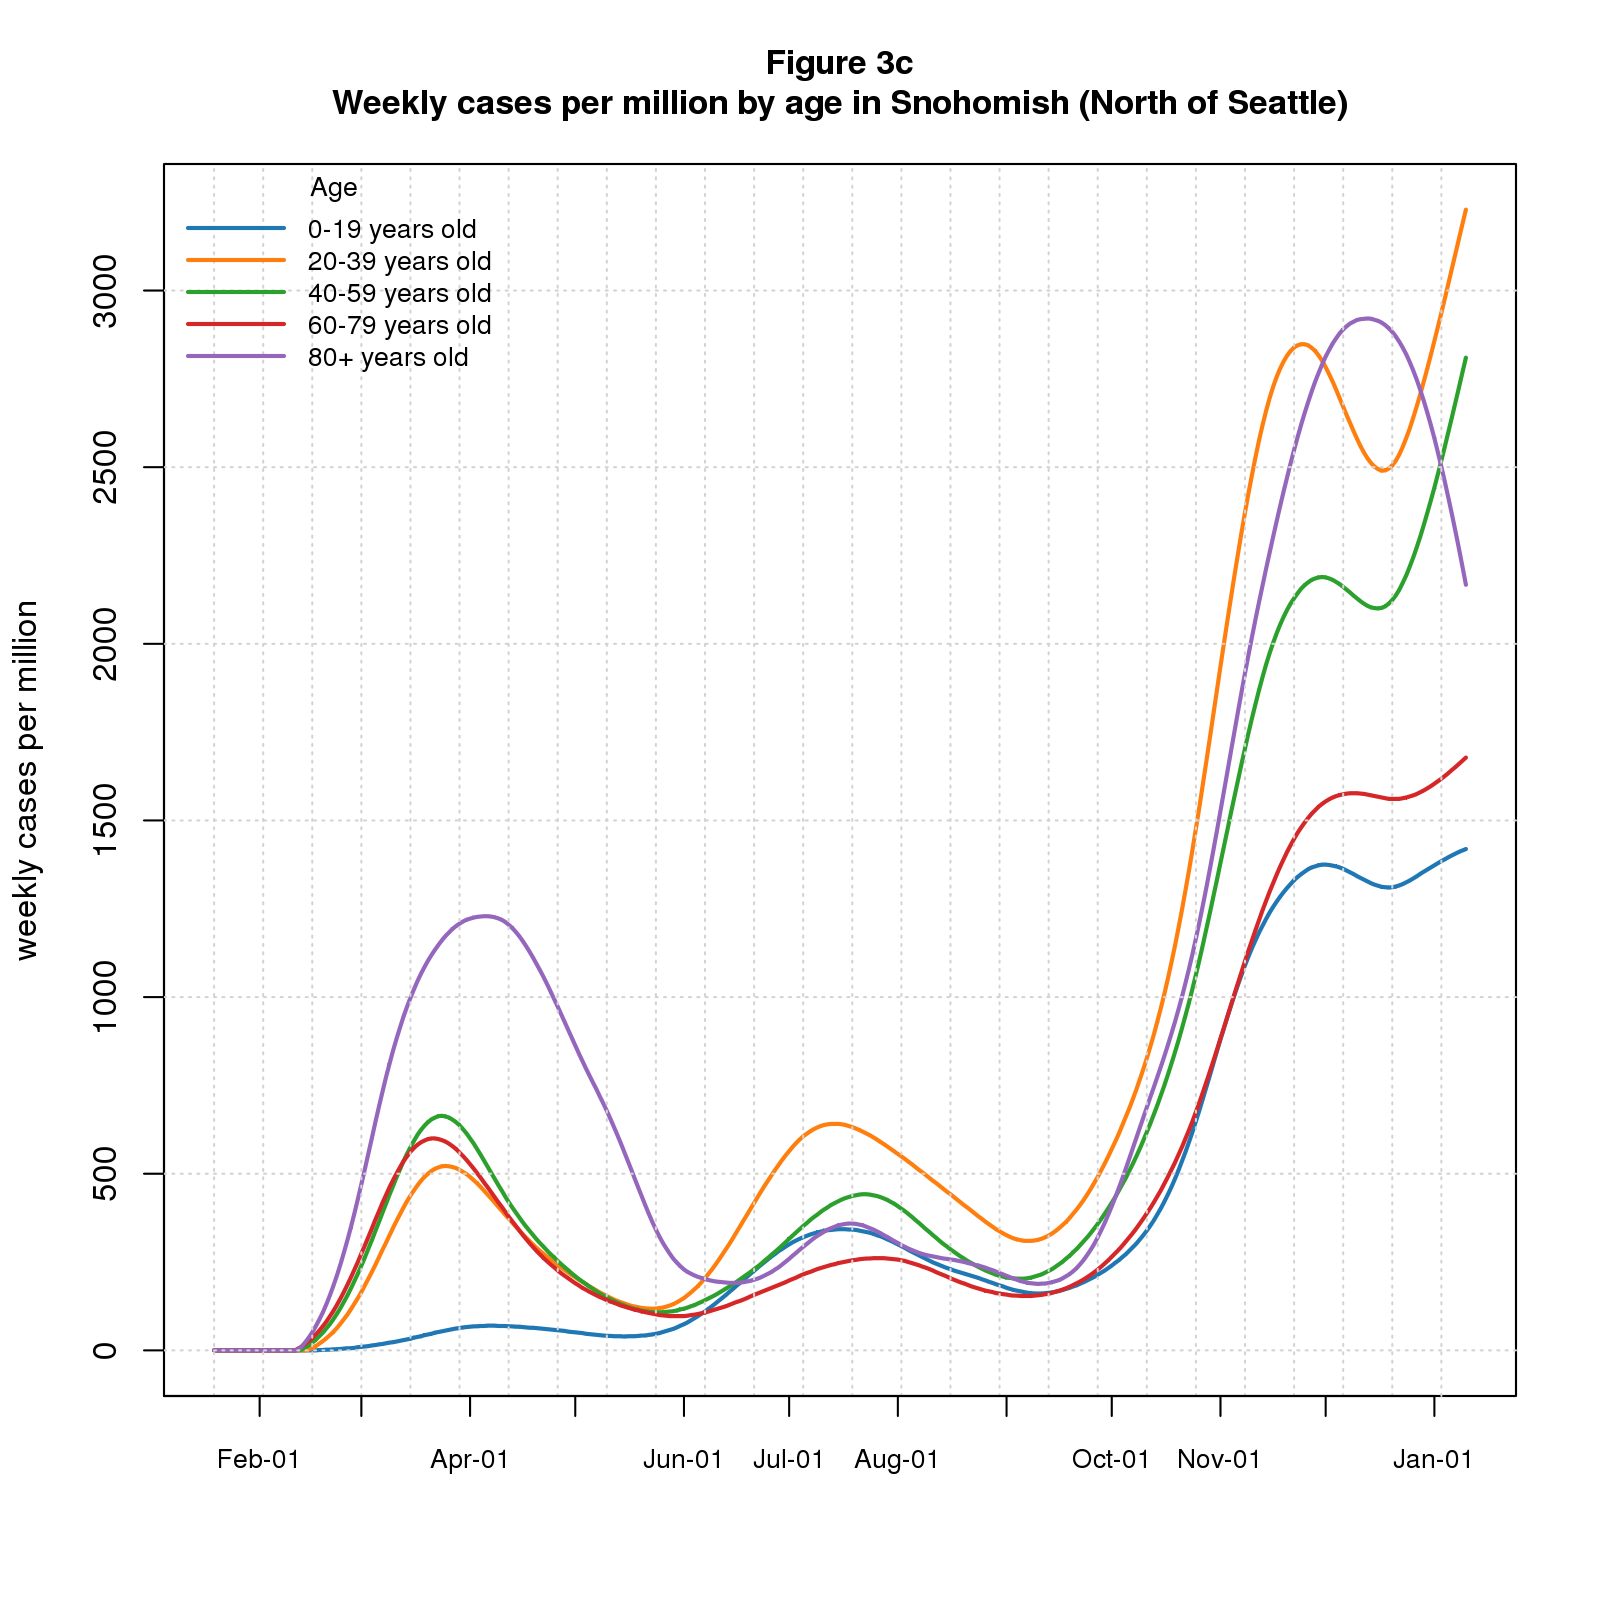 Figure 3c
Weekly cases per million by age in Snohomish (North of Seattle)
Age
0-19 years old
20-39 years old
40-59 years old
60-79 years old
80+ years old
weekly cases per million
3000
2500
2000
1500
1000
500
0
Feb-01 Apr-01 Jun-01 Jul-01 Aug-01 Oct-01 Nov-01 Jan-01